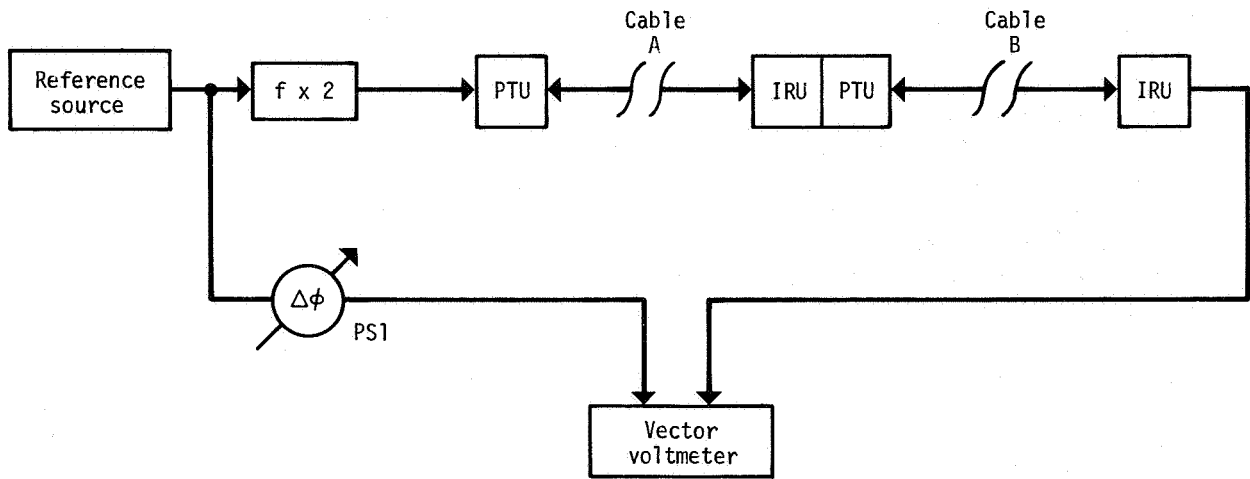 Cable
A
Cable
B
Reference
source
f x 2
PTU
IRU
PTU
IRU
Δϕ
PS1
Vector
voltmeter